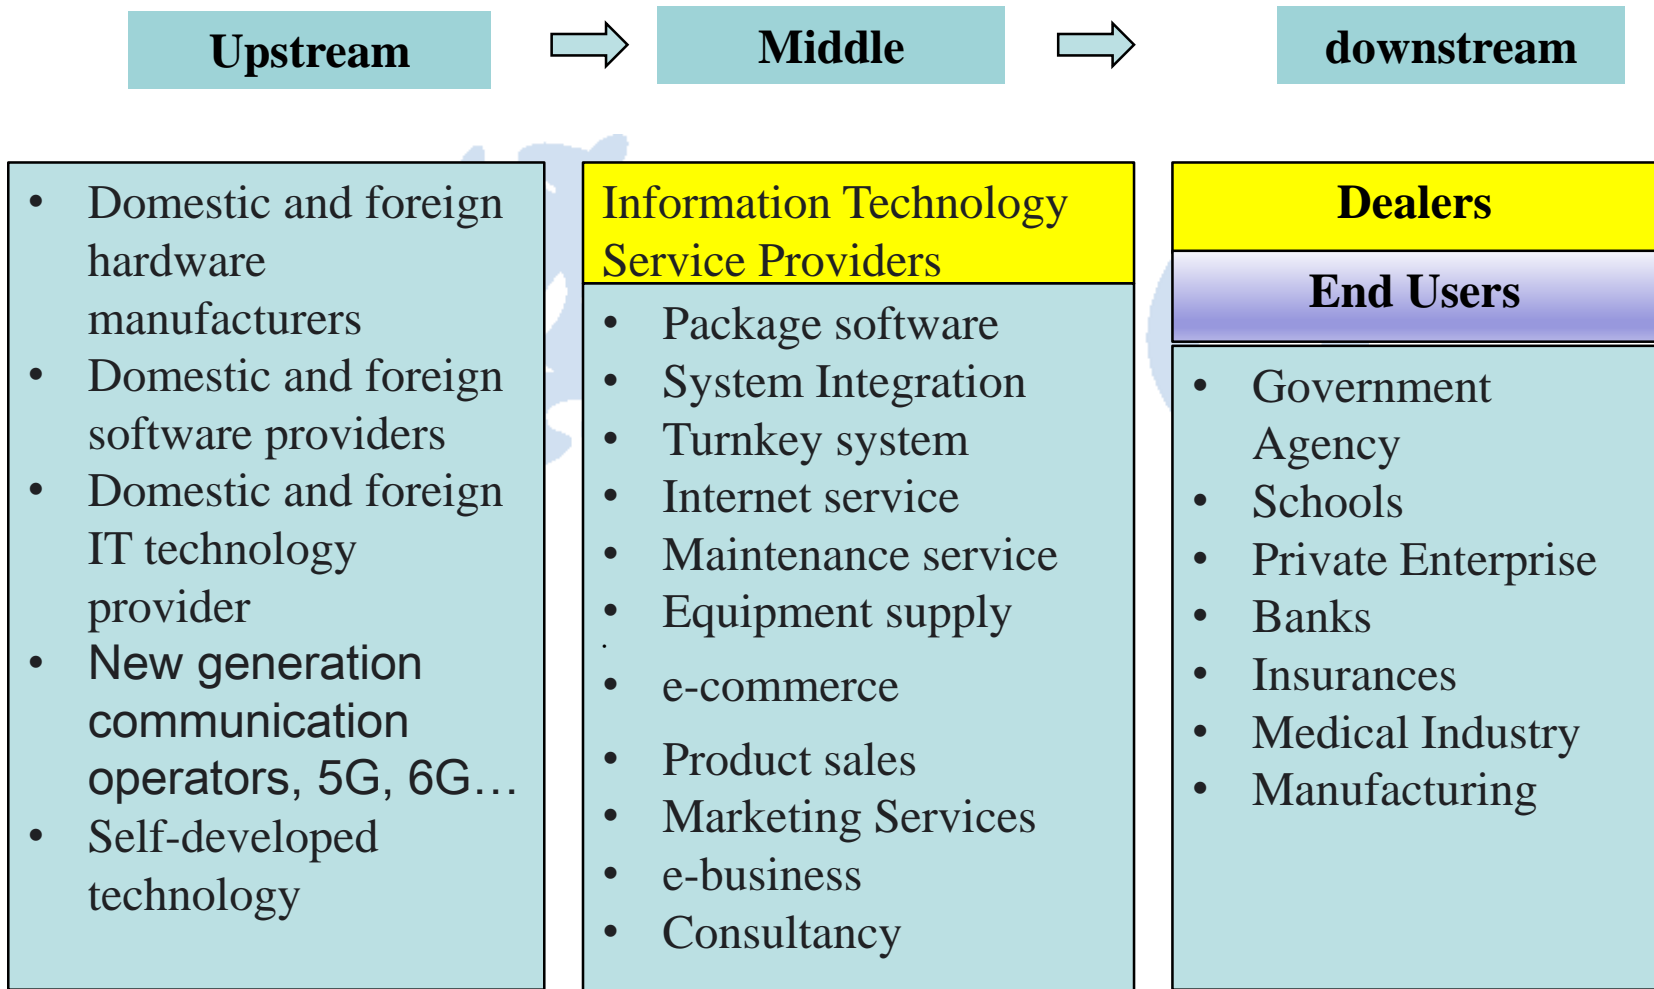 Upstream
Middle
downstream
• Domestic and foreign
hardware
manufacturers
• Domestic and foreign
software providers
• Domestic and foreign
IT technology
provider
• New generation
communication
operators, 5G, 6G…
• Self-developed
technology
Information Technology
Service Providers
• Package software
• System Integration
• Turnkey system
• Internet service
• Maintenance service
• Equipment supply
•
• e-commerce
• Product sales
• Marketing Services
• e-business
• Consultancy
Dealers
End Users
• Government
Agency
• Schools
• Private Enterprise
• Banks
• Insurances
• Medical Industry
• Manufacturing